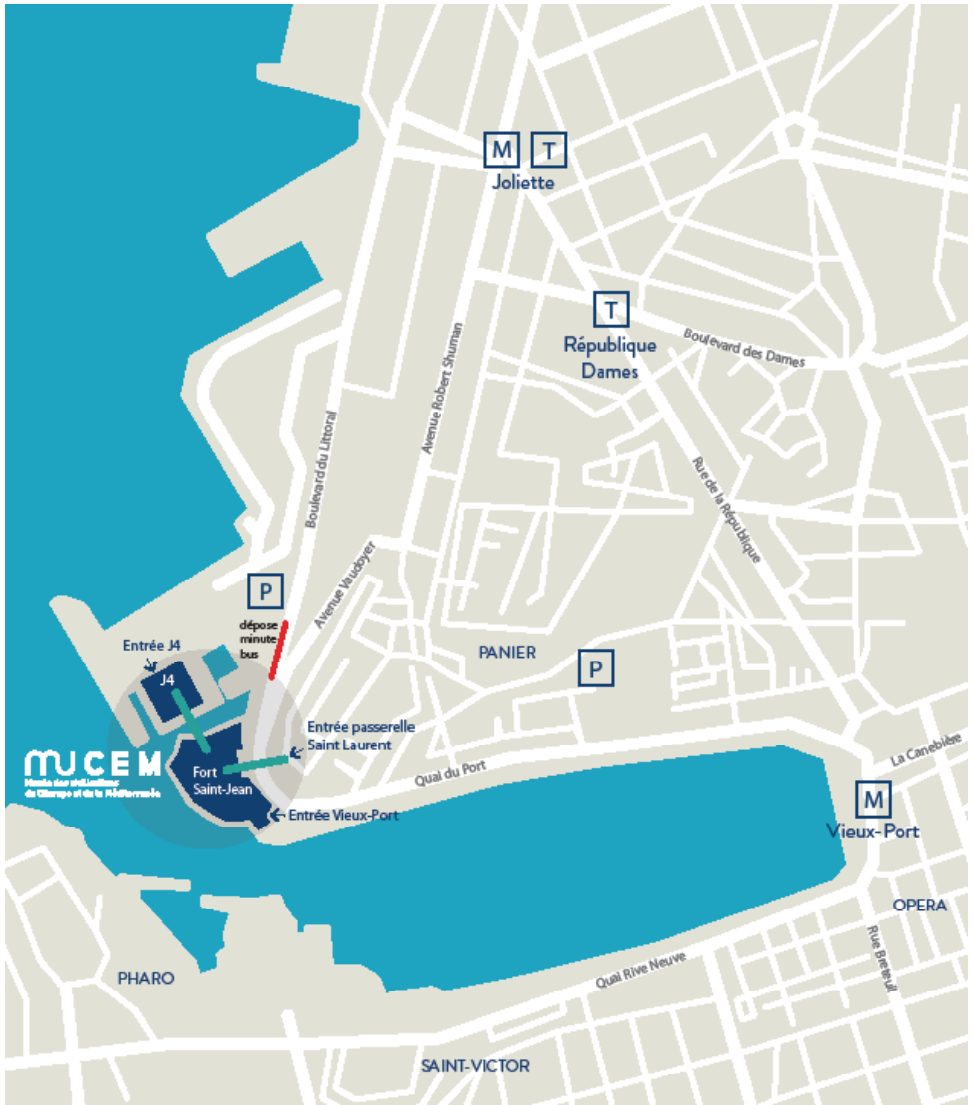 M T
Joliette
T
République
Dames
Boulevard des Dames
Avenue Robert Shuman
Boulevard du Littoral
Rue de la République
Avenue Vaudoyer
P
dépose
minute
bus
PANIER
P
Entrée J4
J4
Entrée passerelle
Saint Laurent
MUCEM
Fort
Saint-Jean
Quai du Port
La Canebière
Entrée Vieux-Port
M
Vieux-Port
OPERA
Rue Breteuil
Quai Rive Neuve
PHARO
SAINT-VICTOR